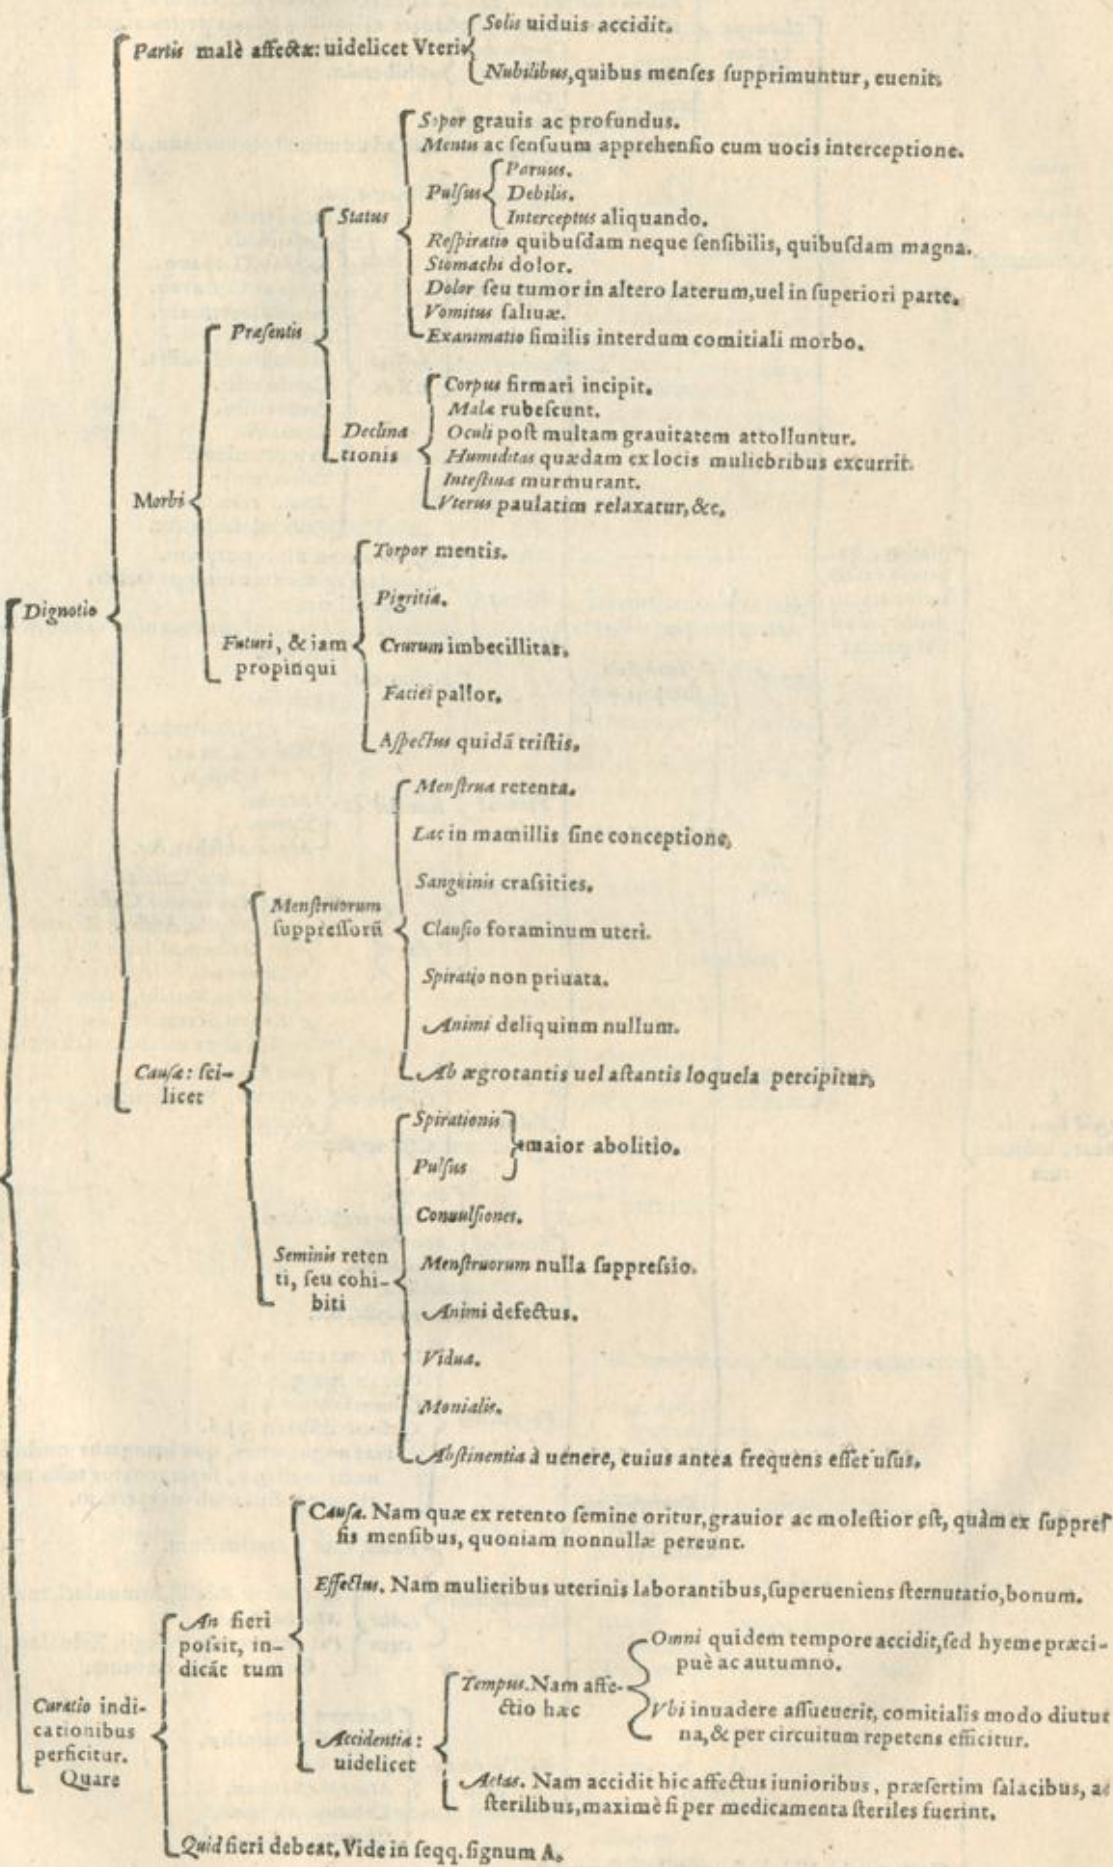 Solis uiduis accidit.
Partis malè affectæ: uidelicet Vteri
Nubilibus, quibus menses supprimuntur, euenit.
Sopor grauis ac profundus.
Mentis ac sensuum apprehensio cum uocis interceptione.
Paruus.
Pulsus
Debilis.
Interceptus aliquando.
Status
Respiratio quibusdam neque sensibilis, quibusdam magna.
Stomachi dolor.
Dolor seu tumor in altero laterum, uel in superiori parte.
Vomitus saliuæ.
Exanimatio similis interdum comitiali morbo.
Præsentis
Corpus firmari incipit.
Malæ rubescunt.
Declina
tionis
Oculi post multam grauitatem attolluntur.
Humiditas quædam ex locis muliebribus excurrit.
Intestina murmurant.
Vterus paulatim relaxatur, &c.
Morbi
Torpor mentis.
Pigritia.
Futuri, & iam
propinqui
Crurum imbecillitas.
Faciei pallor.
Aspectus quidā tristis.
Dignotio
Menstrua retenta.
Lac in mamillis sine conceptione,
Sanguinis crassities.
Menstruorum
suppressorū
Clausio foraminum uteri.
Spiratio non priuata.
Animi deliquium nullum.
Ab ægrotantis uel astantis loquela percipitur,
Causæ: sci-
licet
Spirationis
maior abolitio.
Pulsus
Conuulsiones.
Seminis reten
ti, seu cohi-
biti
Menstruorum nulla suppressio.
Animi defectus.
Vidua.
Monialis.
Abstinentia à uenere, cuius antea frequens esset usus.
Causa. Nam quæ ex retento semine oritur, grauior ac molestior est, quàm ex suppres
sis mensibus, quoniam nonnullæ pereunt.
Effectus. Nam mulieribus uterinis laborantibus, superueniens sternutatio, bonum.
An fieri
possit, in-
dicāt tum
Omni quidem tempore accidit, sed hyeme præci-
puè ac autumno.
Tempus. Nam affe-
ctio hæc
Vbi inuadere assueuerit, comitialis modo diutur
na, & per circuitum repetens efficitur.
Accidentia:
uidelicet
Aetas. Nam accidit hic affectus iunioribus, præsertim salacibus, ac
sterilibus, maximè si per medicamenta steriles fuerint.
Curatio indi-
cationibus
perficitur.
Quare
Quid fieri debeat. Vide in seqq. signum A.